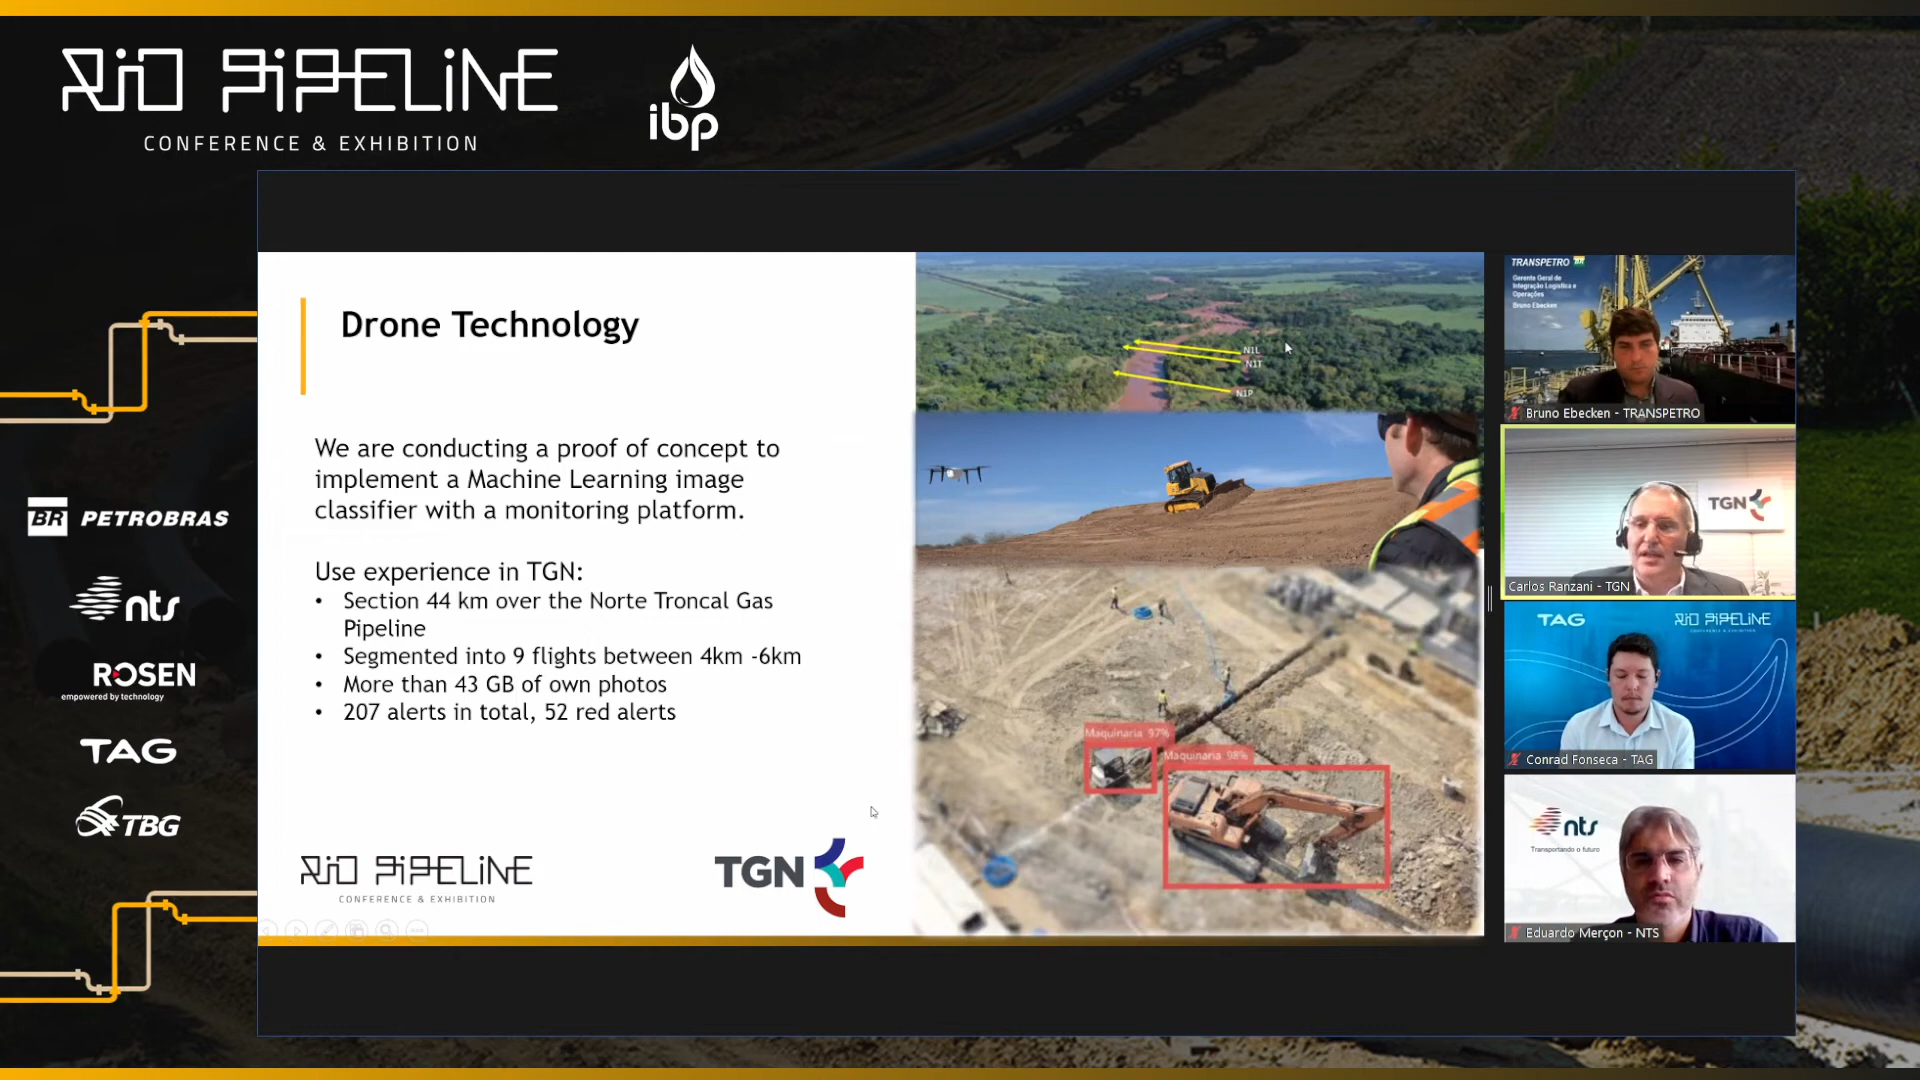 RIO PIPELINE
CONFERENCE & EXHIBITION
ibp
BR PETROBRAS
nts
ROSEN
empowered by technology
TAG
TBG
Drone Technology
We are conducting a proof of concept to
implement a Machine Learning image
classifier with a monitoring platform.
Use experience in TGN:
• Section 44 km over the Norte Troncal Gas
Pipeline
• Segmented into 9 flights between 4km -6km
• More than 43 GB of own photos
• 207 alerts in total, 52 red alerts
RIO PIPELINE
CONFERENCE & EXHIBITION
TGN
N1L
N1T
N1P
Maquinaria 97%
Maquinaria 98%
TRANSPETRO BR
Gerente Geral de
Integração Logística e
Operações
Bruno Ebecken
Bruno Ebecken - TRANSPETRO
TGN
Carlos Ranzani - TGN
TAG
RIO PIPELINE
CONFERENCE & EXHIBITION
Conrad Fonseca - TAG
nts
Transportando o futuro
Eduardo Merçon - NTS